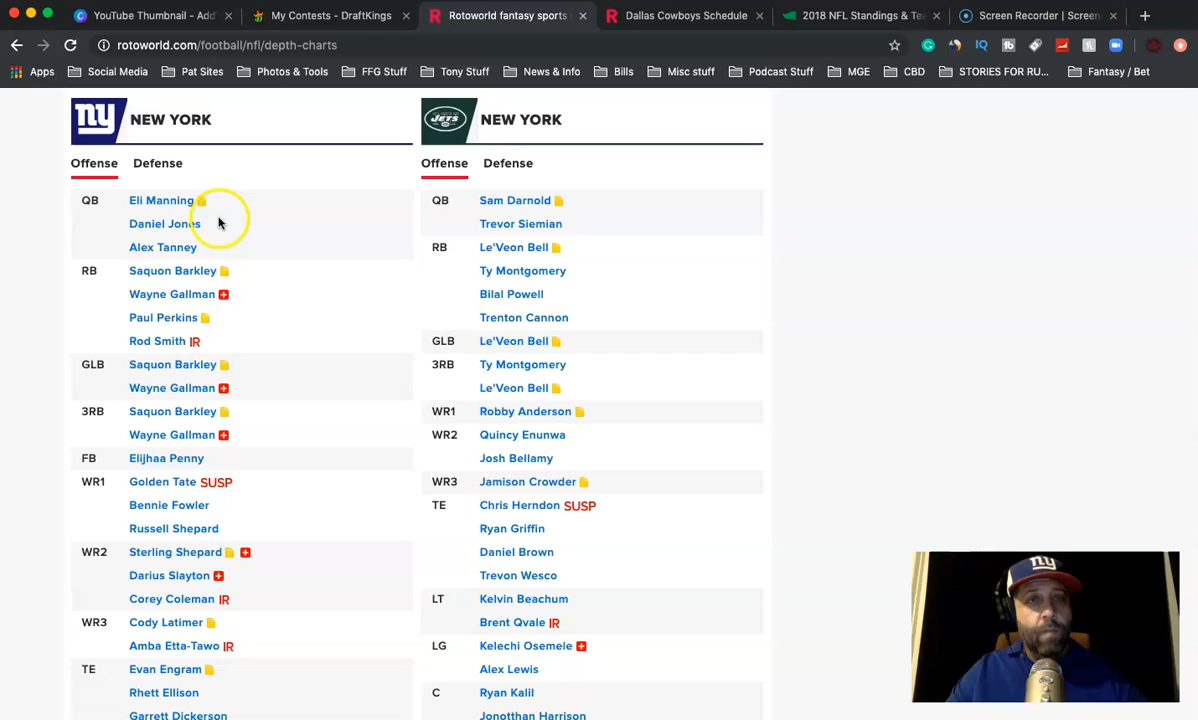 YouTube Thumbnail - Add
My Contests - DraftKings
Rotoworld fantasy sports
Dallas Cowboys Schedule
2018 NFL Standings & Te
Screen Recorder | Screen
rotoworld.com/football/nfl/depth-charts
Apps Social Media Pat Sites Photos & Tools FFG Stuff Tony Stuff News & Info Bills Misc stuff Podcast Stuff MGE CBD STORIES FOR RU... Fantasy / Bet
ny NEW YORK
Offense Defense
QB Eli Manning
Daniel Jones
Alex Tanney
RB Saquon Barkley
Wayne Gallman
Paul Perkins
Rod Smith IR
GLB Saquon Barkley
Wayne Gallman
3RB Saquon Barkley
Wayne Gallman
FB Elijhaa Penny
WR1 Golden Tate SUSP
Bennie Fowler
Russell Shepard
WR2 Sterling Shepard
Darius Slayton
Corey Coleman IR
WR3 Cody Latimer
Amba Etta-Tawo IR
TE Evan Engram
Rhett Ellison
Garrett Dickerson
JETS NEW YORK
Offense Defense
QB Sam Darnold
Trevor Siemian
RB Le'Veon Bell
Ty Montgomery
Bilal Powell
Trenton Cannon
GLB Le'Veon Bell
3RB Ty Montgomery
Le'Veon Bell
WR1 Robby Anderson
WR2 Quincy Enunwa
Josh Bellamy
WR3 Jamison Crowder
TE Chris Herndon SUSP
Ryan Griffin
Daniel Brown
Trevon Wesco
LT Kelvin Beachum
Brent Qvale IR
LG Kelechi Osemele
Alex Lewis
C Ryan Kalil
Jonotthan Harrison
ny